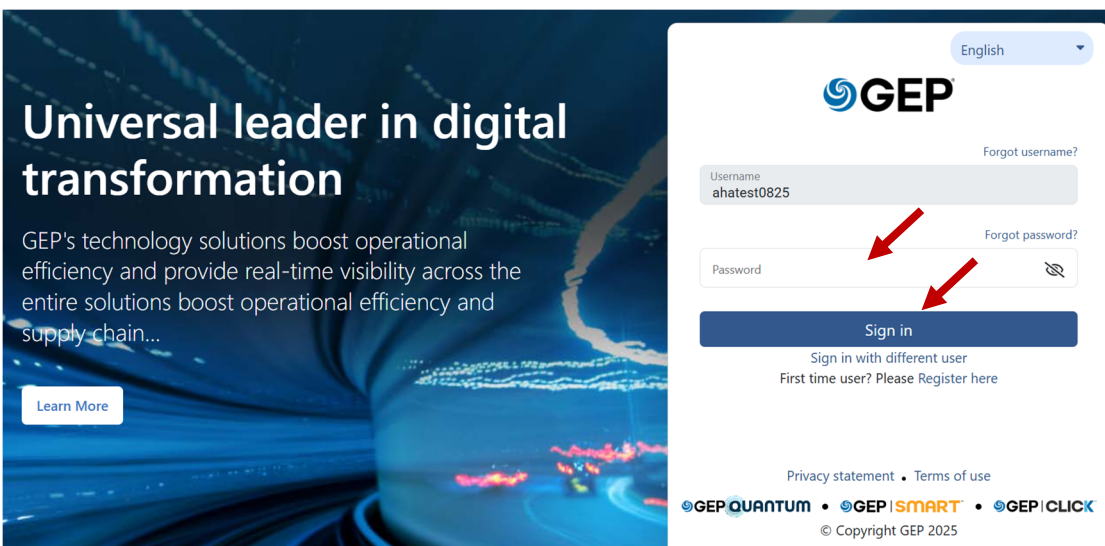 Universal leader in digital
transformation
GEP's technology solutions boost operational
efficiency and provide real-time visibility across the
entire solutions boost operational efficiency and
supply chain...
Learn More
English
GEP
Forgot username?
Username
ahatest0825
Forgot password?
Password
Sign in
Sign in with different user
First time user? Please Register here
Privacy statement • Terms of use
GEP QUANTUM • GEP | SMART • GEP | CLICK
© Copyright GEP 2025